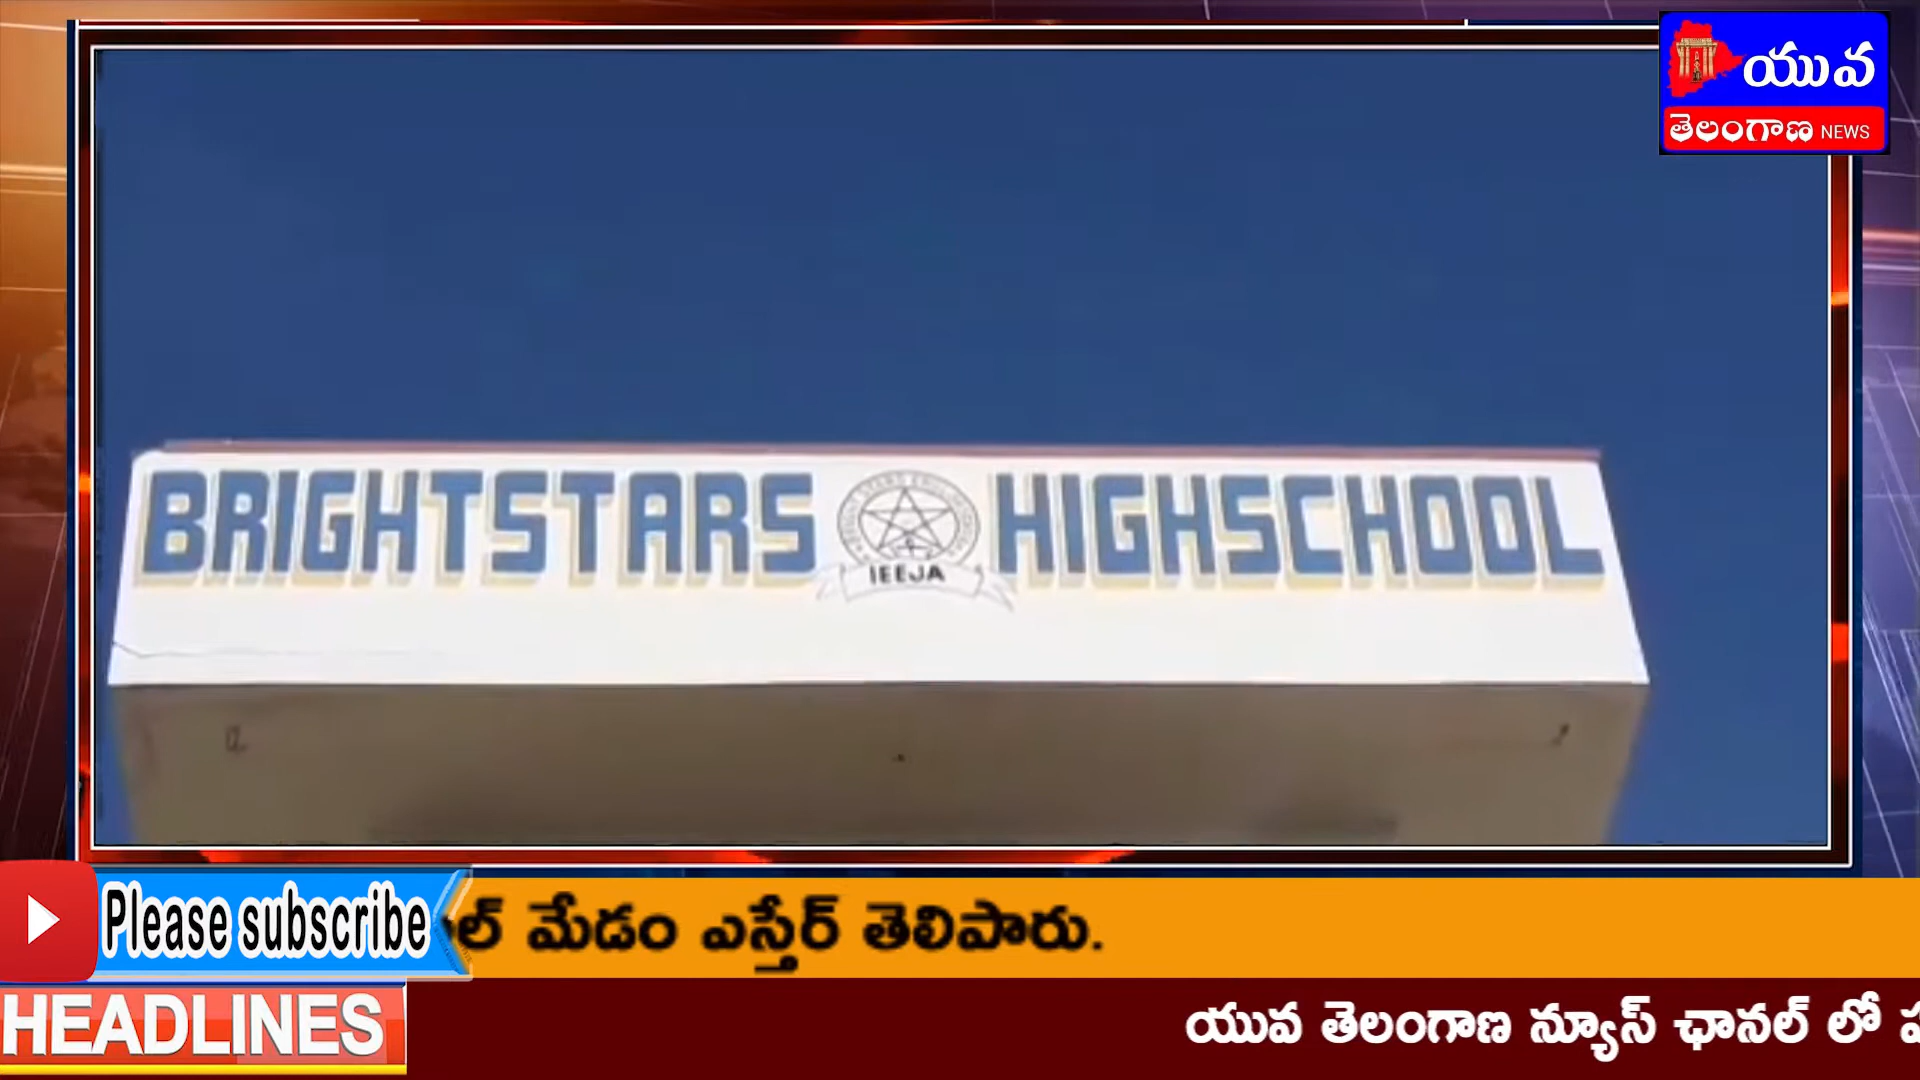 యువ
తెలంగాణ NEWS
BRIGHTSTARS HIGHSCHOOL
IEEJA
Please subscribe
మేడం ఎస్తేర్ తెలిపారు.
HEADLINES
యువ తెలంగాణ న్యూస్ ఛానల్ లో